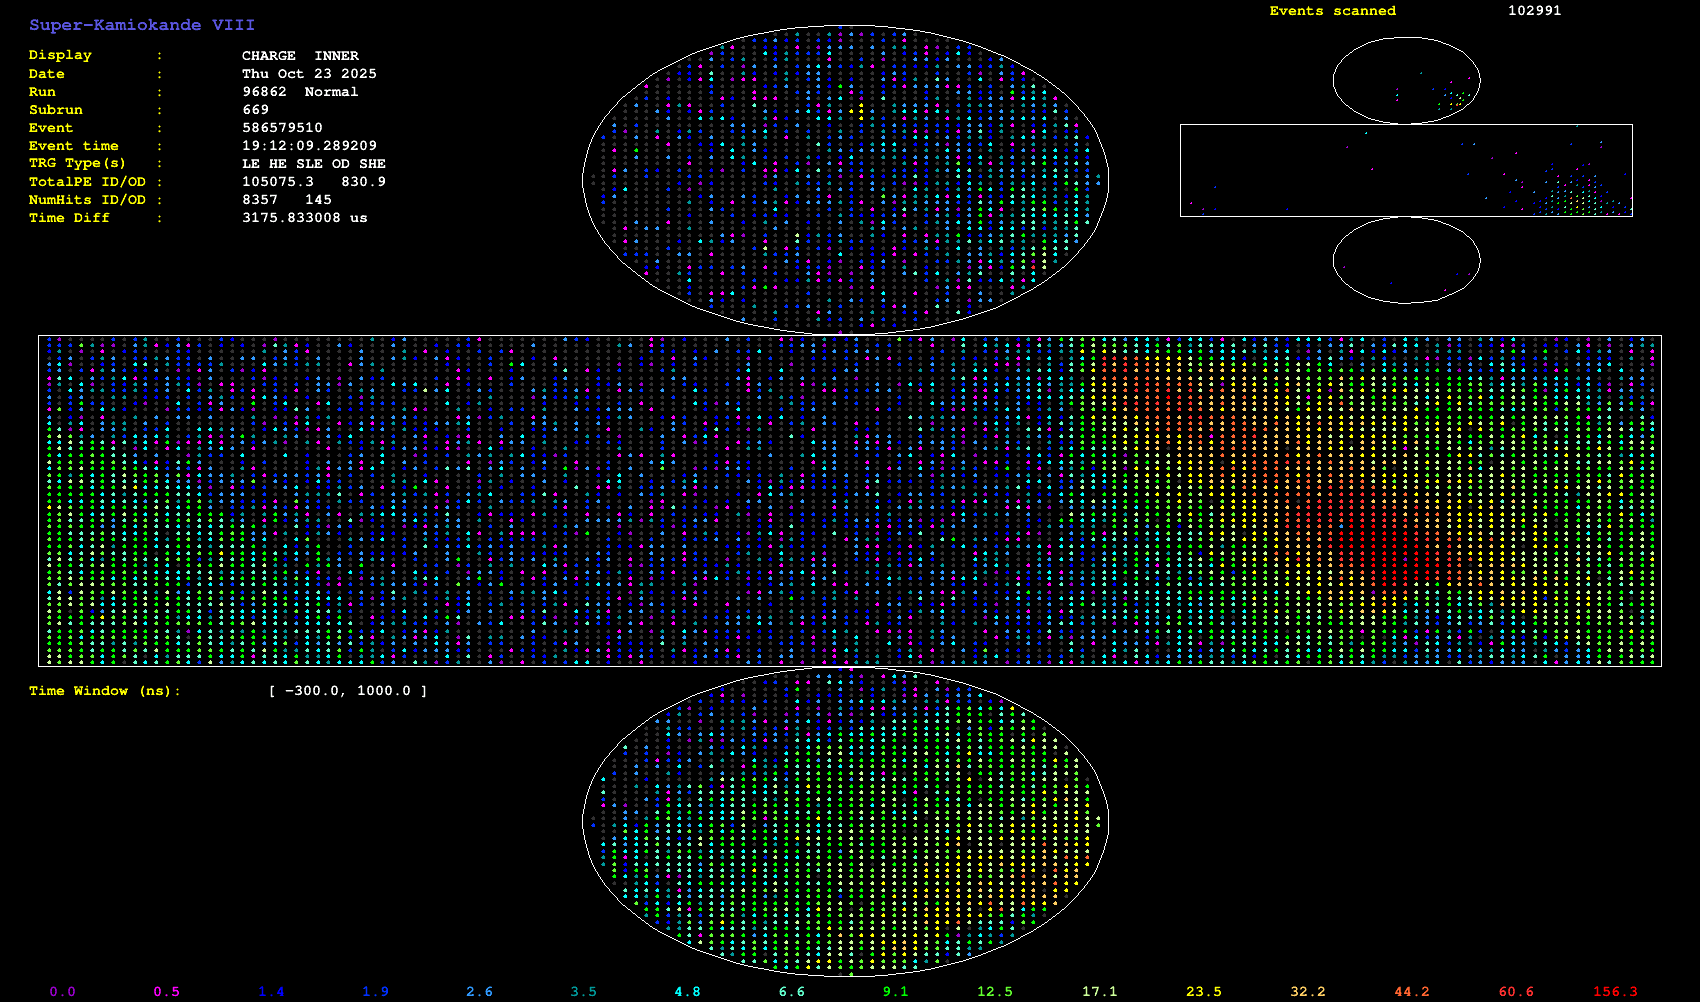 Super-Kamiokande VIII
Events scanned 102991
Display : CHARGE INNER
Date : Thu Oct 23 2025
Run : 96862 Normal
Subrun : 669
Event : 586579510
Event time : 19:12:09.289209
TRG Type(s) : LE HE SLE OD SHE
TotalPE ID/OD : 105075.3 830.9
NumHits ID/OD : 8357 145
Time Diff : 3175.833008 us
Time Window (ns): [ -300.0, 1000.0 ]
0.0 0.5 1.4 1.9 2.6 3.5 4.8 6.6 9.1 12.5 17.1 23.5 32.2 44.2 60.6 156.3